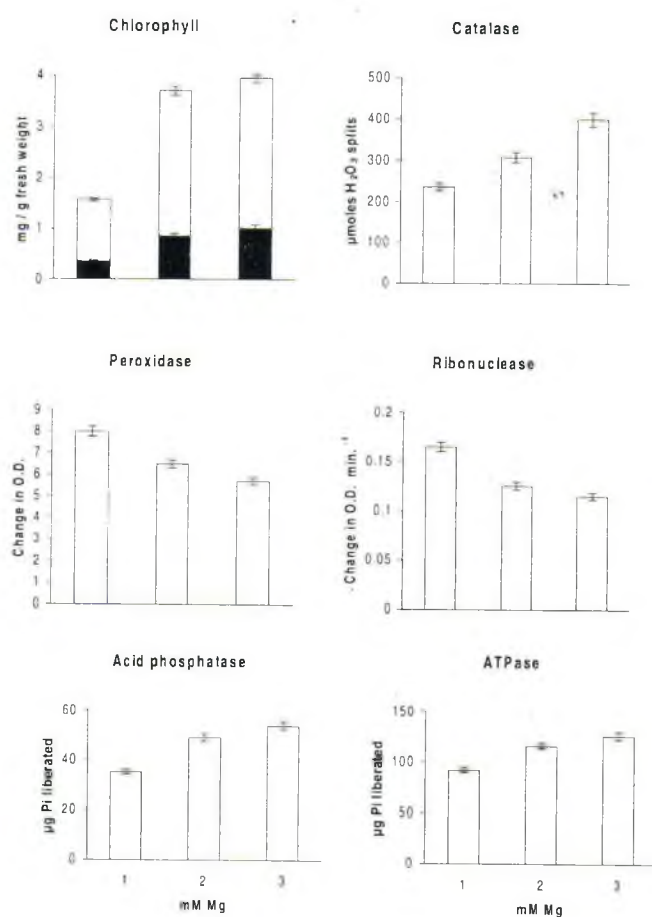 Chlorophyll
mg / g fresh weight
4
3
2
1
0
Catalase
µmoles H₂O₃ splits
500
400
300
200
100
0
Peroxidase
Change in O.D.
9
8
7
6
5
4
3
2
1
0
Ribonuclease
Change in O.D. min.⁻¹
0.2
0.15
0.1
0.05
0
Acid phosphatase
µg Pi liberated
60
40
20
0
1 2 3
mM Mg
ATPase
µg Pi liberated
150
100
50
0
1 2 3
mM Mg